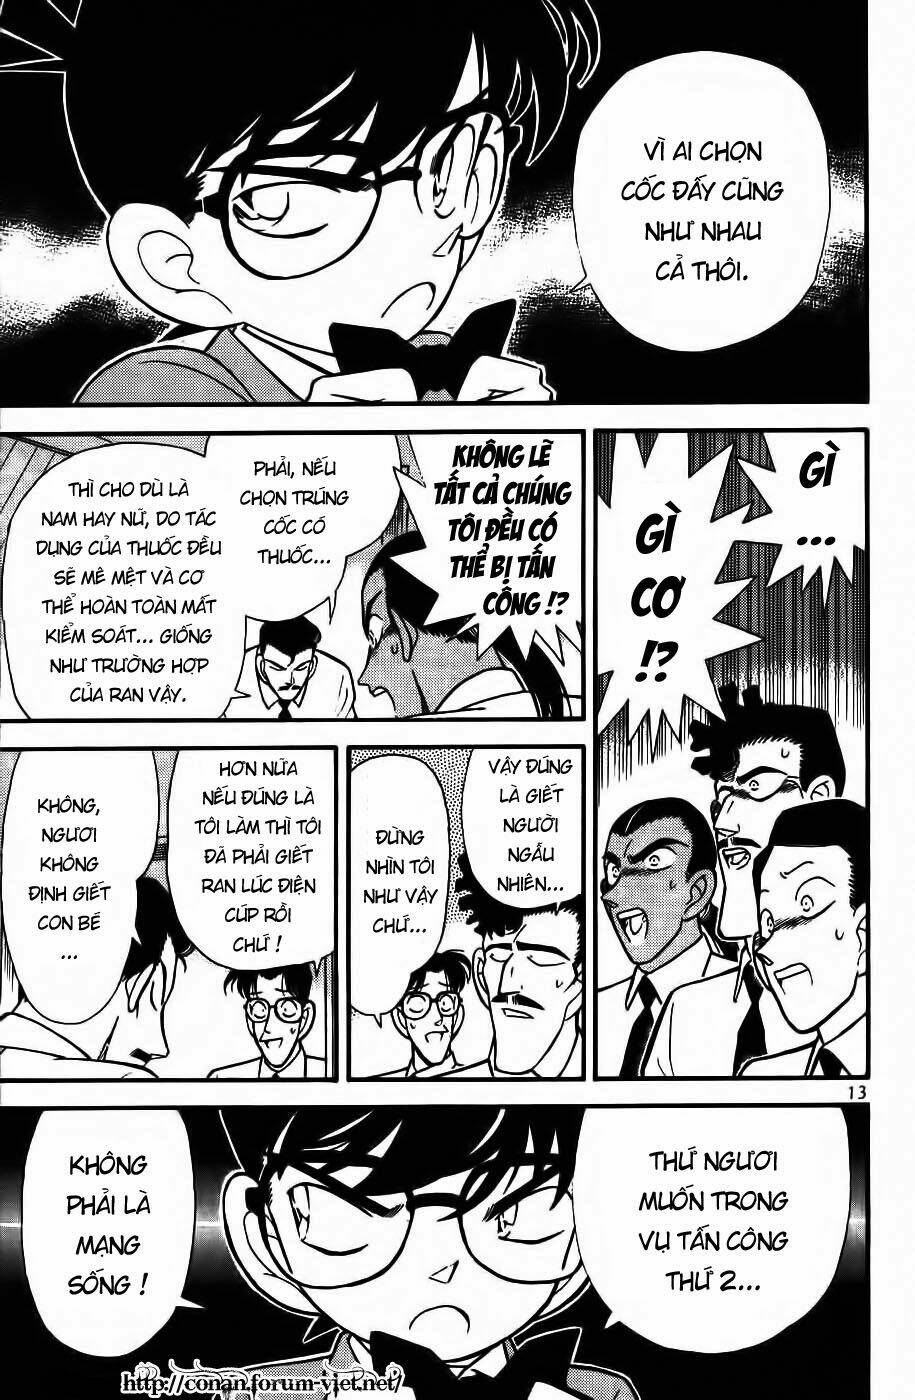 VÌ AI CHỌN
CỐC ĐẤY CŨNG
NHƯ NHAU
CẢ THÔI.
GÌ
...
GÌ
CƠ
!?
KHÔNG LẼ
TẤT CẢ CHÚNG
TÔI ĐỀU CÓ
THỂ BỊ TẤN
CÔNG !?
PHẢI, NẾU
CHỌN TRÚNG
CỐC CÓ
THUỐC...
THÌ CHO DÙ LÀ
NAM HAY NỮ, DO TÁC
DỤNG CỦA THUỐC ĐỀU
SẼ MÊ MỆT VÀ CƠ
THỂ HOÀN TOÀN MẤT
KIỂM SOÁT... GIỐNG
NHƯ TRƯỜNG HỢP
CỦA RAN VẬY.
VẬY ĐÚNG
LÀ GIẾT
NGƯỜI
NGẪU
NHIÊN...
ĐỪNG
NHÌN TÔI
NHƯ VẬY
CHỨ...
HƠN NỮA
NẾU ĐÚNG LÀ
TÔI LÀM THÌ TÔI
ĐÃ PHẢI GIẾT
RAN LÚC ĐIỆN
CÚP RỒI
CHỨ !
KHÔNG,
NGƯƠI
KHÔNG
ĐỊNH GIẾT
CON BÉ
...
13
THỨ NGƯƠI
MUỐN TRONG
VỤ TẤN CÔNG
THỨ 2...
KHÔNG
PHẢI LÀ
MẠNG
SỐNG !
http://conan.forum-viet.net/